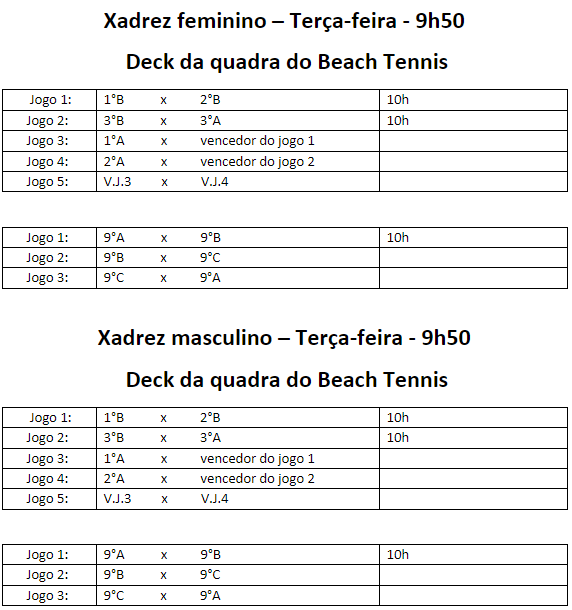 Xadrez feminino – Terça-feira - 9h50
Deck da quadra do Beach Tennis
Jogo 1: 1°B x 2°B 10h
Jogo 2: 3°B x 3°A 10h
Jogo 3: 1°A x vencedor do jogo 1
Jogo 4: 2°A x vencedor do jogo 2
Jogo 5: V.J.3 x V.J.4
Jogo 1: 9°A x 9°B 10h
Jogo 2: 9°B x 9°C
Jogo 3: 9°C x 9°A
Xadrez masculino – Terça-feira - 9h50
Deck da quadra do Beach Tennis
Jogo 1: 1°B x 2°B 10h
Jogo 2: 3°B x 3°A 10h
Jogo 3: 1°A x vencedor do jogo 1
Jogo 4: 2°A x vencedor do jogo 2
Jogo 5: V.J.3 x V.J.4
Jogo 1: 9°A x 9°B 10h
Jogo 2: 9°B x 9°C
Jogo 3: 9°C x 9°A